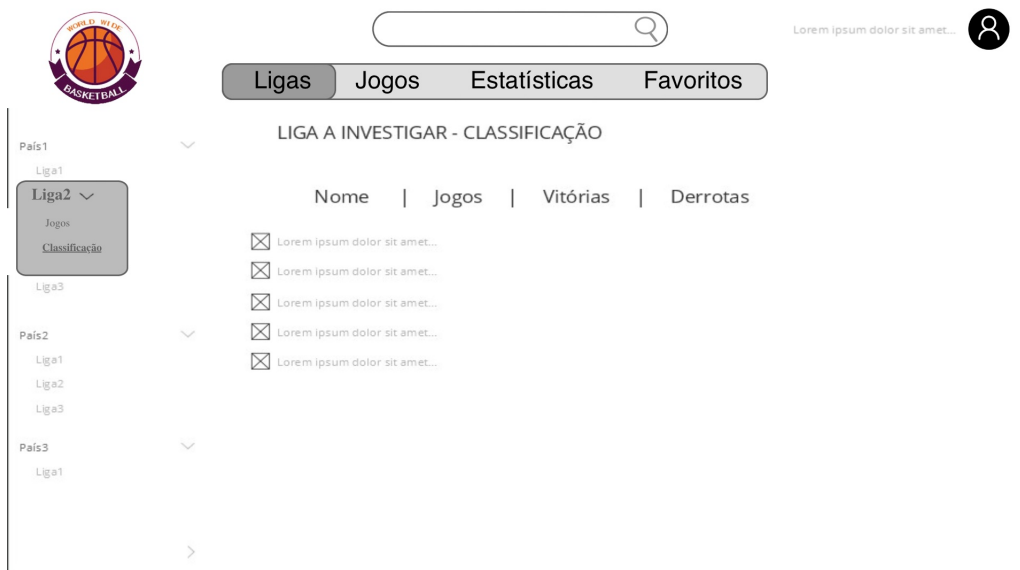 WORLD WIDE
BASKETBALL
Lorem ipsum dolor sit amet...
Ligas Jogos Estatísticas Favoritos
LIGA A INVESTIGAR - CLASSIFICAÇÃO
País1
Liga1
Liga2
Jogos
Classificação
Liga3
País2
Liga1
Liga2
Liga3
País3
Liga1
Nome | Jogos | Vitórias | Derrotas
Lorem ipsum dolor sit amet...
Lorem ipsum dolor sit amet...
Lorem ipsum dolor sit amet...
Lorem ipsum dolor sit amet...
Lorem ipsum dolor sit amet...